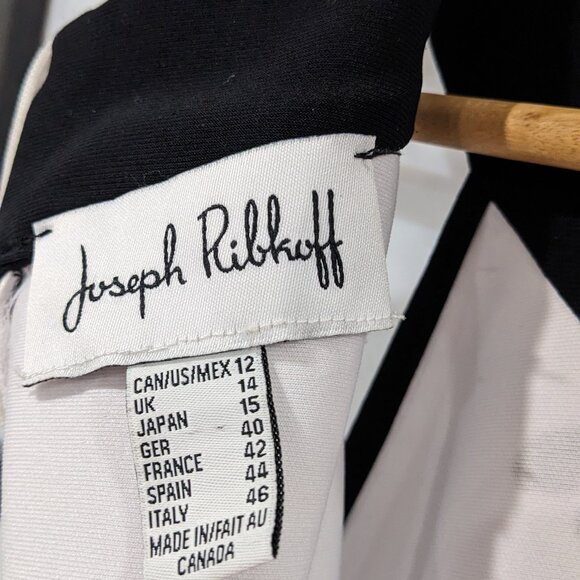 Joseph Ribkoff
CAN/US/MEX 12
UK 14
JAPAN 15
GER 40
FRANCE 42
SPAIN 44
ITALY 46
MADE IN/FAIT AU
CANADA